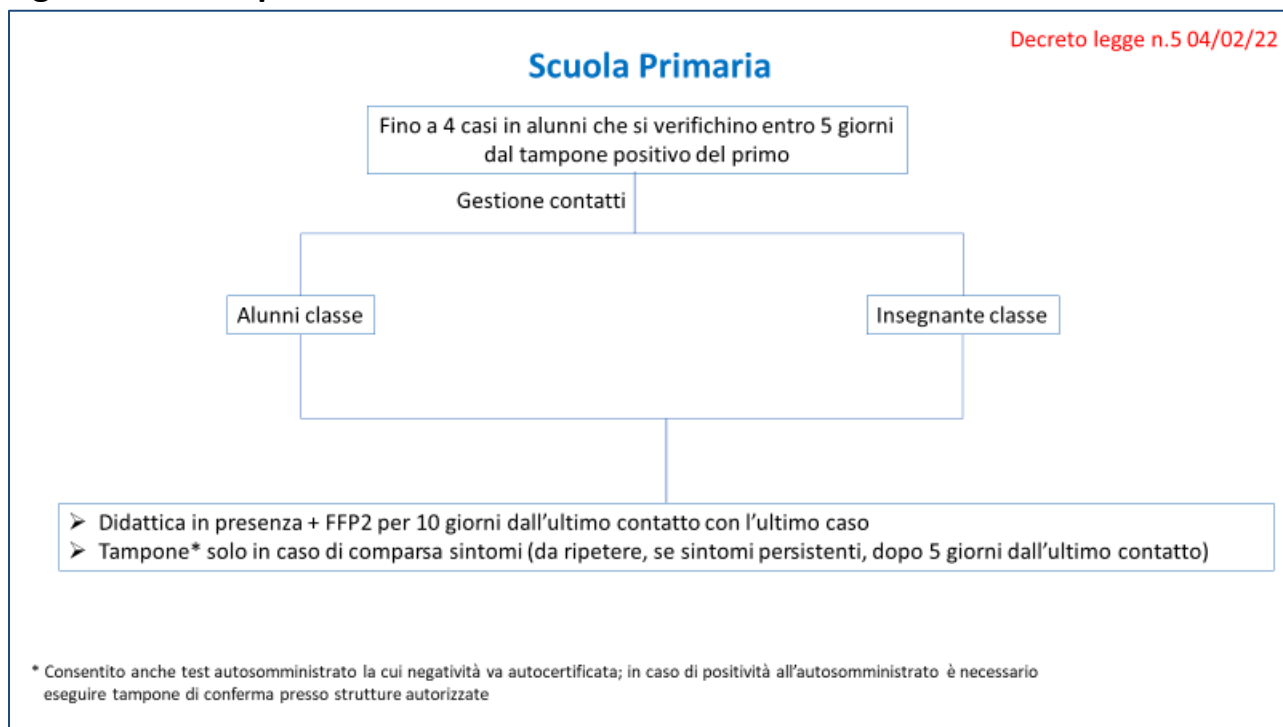 Decreto legge n.5 04/02/22
Scuola Primaria
Fino a 4 casi in alunni che si verifichino entro 5 giorni
dal tampone positivo del primo
Gestione contatti
Alunni classe
Insegnante classe
➢ Didattica in presenza + FFP2 per 10 giorni dall'ultimo contatto con l'ultimo caso
➢ Tampone* solo in caso di comparsa sintomi (da ripetere, se sintomi persistenti, dopo 5 giorni dall'ultimo contatto)
* Consentito anche test autosomministrato la cui negatività va autocertificata; in caso di positività all'autosomministrato è necessario
eseguire tampone di conferma presso strutture autorizzate